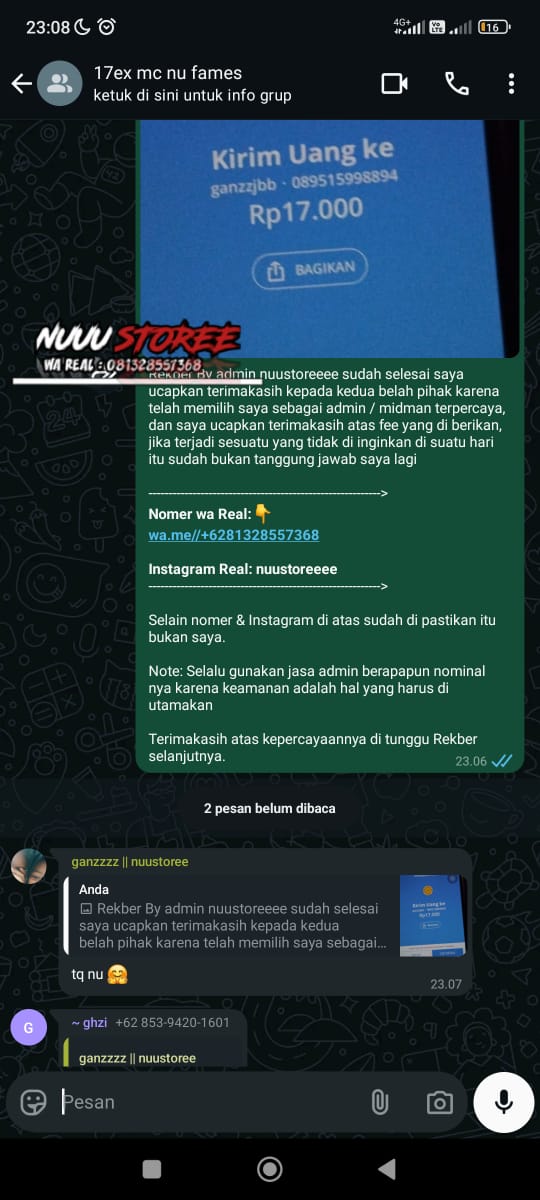 23:08
4G+
Vo LTE
16
17ex mc nu fames
ketuk di sini untuk info grup
Kirim Uang ke
ganzzjbb · 089515998894
Rp17.000
BAGIKAN
NUUU STOREE
WA REAL : 081328557368
Rekber By admin nuustoreeee sudah selesai saya
ucapkan terimakasih kepada kedua belah pihak karena
telah memilih saya sebagai admin / midman terpercaya,
dan saya ucapkan terimakasih atas fee yang di berikan,
jika terjadi sesuatu yang tidak di inginkan di suatu hari
itu sudah bukan tanggung jawab saya lagi
----------------------------------------------------------->
Nomer wa Real:👇
wa.me//+6281328557368
Instagram Real: nuustoreeee
----------------------------------------------------------->
Selain nomer & Instagram di atas sudah di pastikan itu
bukan saya.
Note: Selalu gunakan jasa admin berapapun nominal
nya karena keamanan adalah hal yang harus di
utamakan
Terimakasih atas kepercayaannya di tunggu Rekber
selanjutnya.
23.06
2 pesan belum dibaca
ganzzzz || nuustoree
Anda
Rekber By admin nuustoreeee sudah selesai
saya ucapkan terimakasih kepada kedua
belah pihak karena telah memilih saya sebagai...
Kirim Uang ke
Rp17.000
tq nu 🤗
23.07
G
~ ghzi +62 853-9420-1601
ganzzzz || nuustoree
Pesan